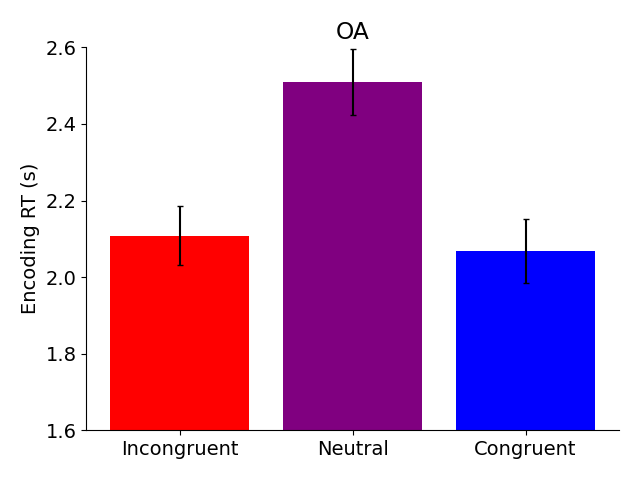 OA
Encoding RT (s)
2.6
2.4
2.2
2.0
1.8
1.6
Incongruent Neutral Congruent